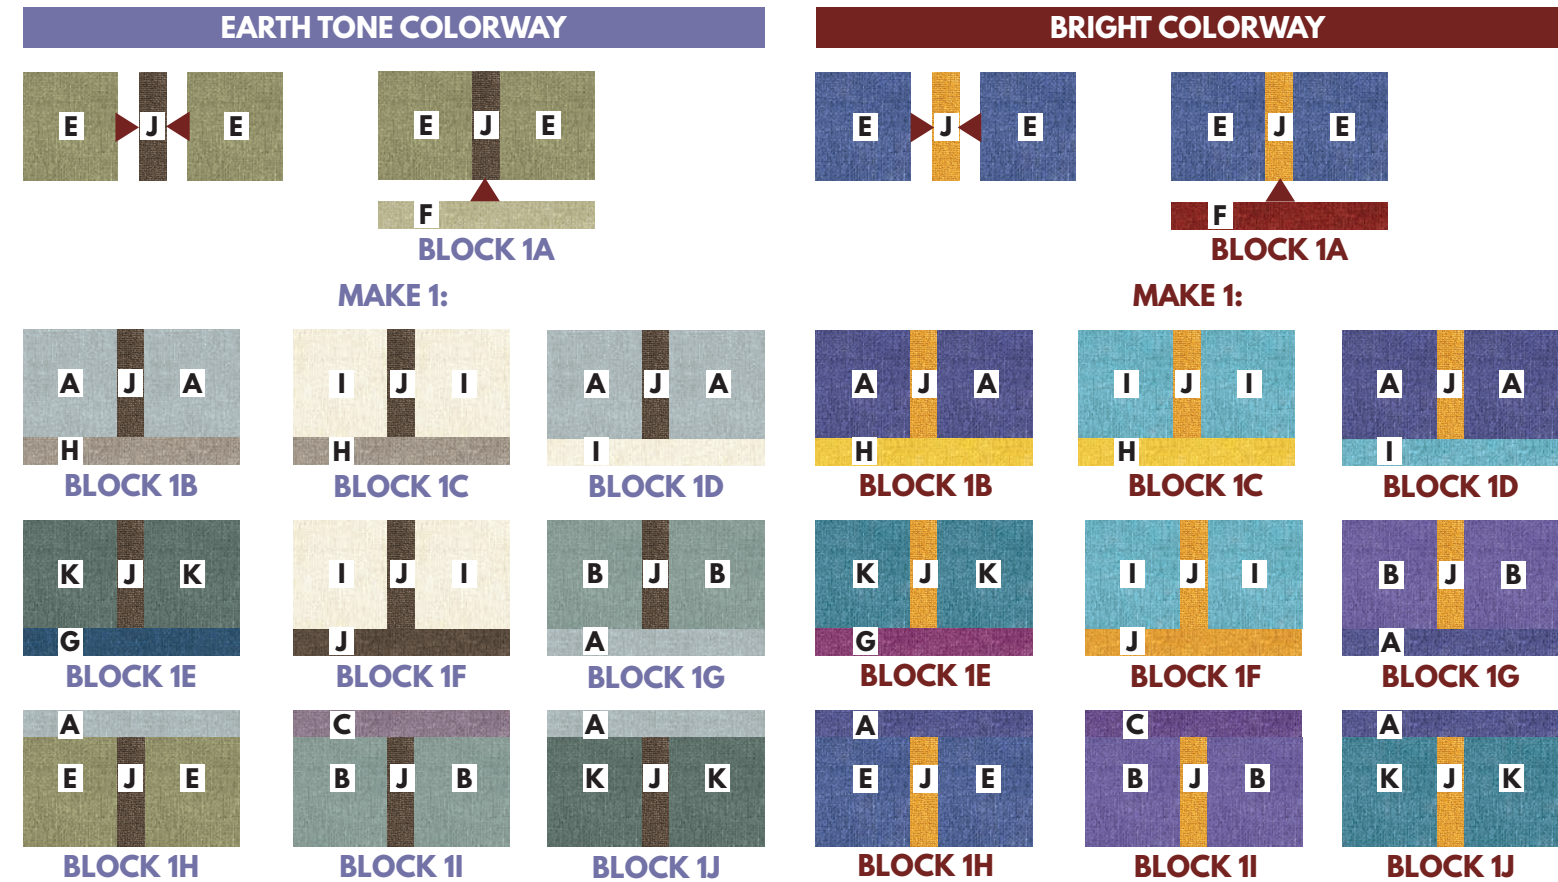 EARTH TONE COLORWAY
E J E
E J E
F
BLOCK 1A
MAKE 1:
A J A
I J I
A J A
H
H
I
BLOCK 1B
BLOCK 1C
BLOCK 1D
K J K
I J I
B J B
G
J
A
BLOCK 1E
BLOCK 1F
BLOCK 1G
A
C
A
E J E
B J B
K J K
BLOCK 1H
BLOCK 1I
BLOCK 1J
BRIGHT COLORWAY
E J E
E J E
F
BLOCK 1A
MAKE 1:
A J A
I J I
A J A
H
H
I
BLOCK 1B
BLOCK 1C
BLOCK 1D
K J K
I J I
B J B
G
J
A
BLOCK 1E
BLOCK 1F
BLOCK 1G
A
C
A
E J E
B J B
K J K
BLOCK 1H
BLOCK 1I
BLOCK 1J